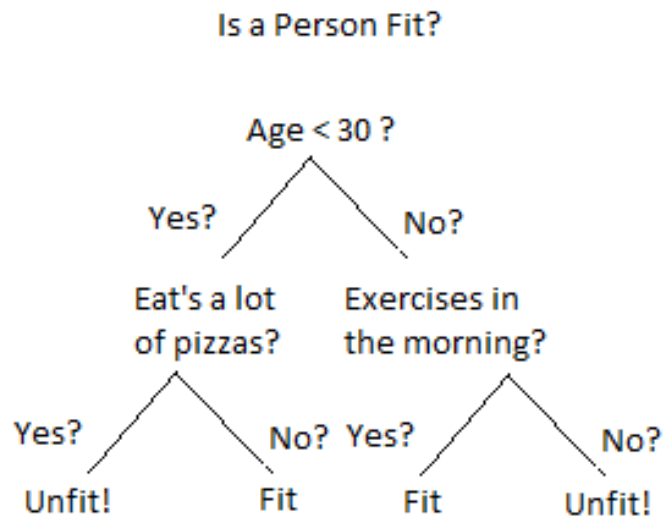 Is a Person Fit?
Age < 30 ?
Yes?
No?
Eat's a lot
of pizzas?
Exercises in
the morning?
Yes?
No?
Yes?
No?
Unfit!
Fit
Fit
Unfit!